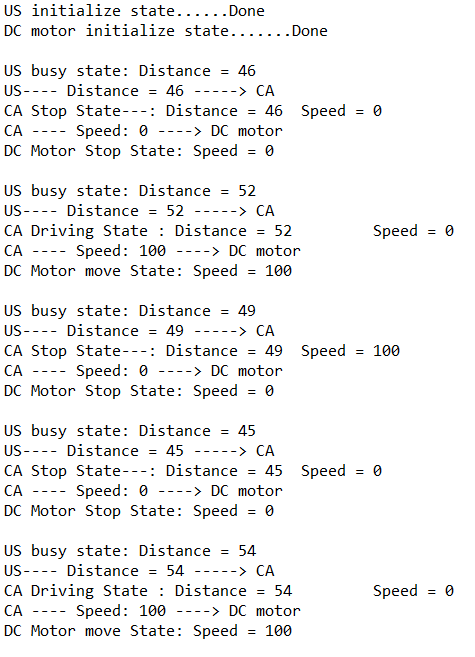 US initialize state......Done
DC motor initialize state.......Done

US busy state: Distance = 46
US---- Distance = 46 -----> CA
CA Stop State---: Distance = 46  Speed = 0
CA ---- Speed: 0 ----> DC motor
DC Motor Stop State: Speed = 0

US busy state: Distance = 52
US---- Distance = 52 -----> CA
CA Driving State : Distance = 52         Speed = 0
CA ---- Speed: 100 ----> DC motor
DC Motor move State: Speed = 100

US busy state: Distance = 49
US---- Distance = 49 -----> CA
CA Stop State---: Distance = 49  Speed = 100
CA ---- Speed: 0 ----> DC motor
DC Motor Stop State: Speed = 0

US busy state: Distance = 45
US---- Distance = 45 -----> CA
CA Stop State---: Distance = 45  Speed = 0
CA ---- Speed: 0 ----> DC motor
DC Motor Stop State: Speed = 0

US busy state: Distance = 54
US---- Distance = 54 -----> CA
CA Driving State : Distance = 54         Speed = 0
CA ---- Speed: 100 ----> DC motor
DC Motor move State: Speed = 100